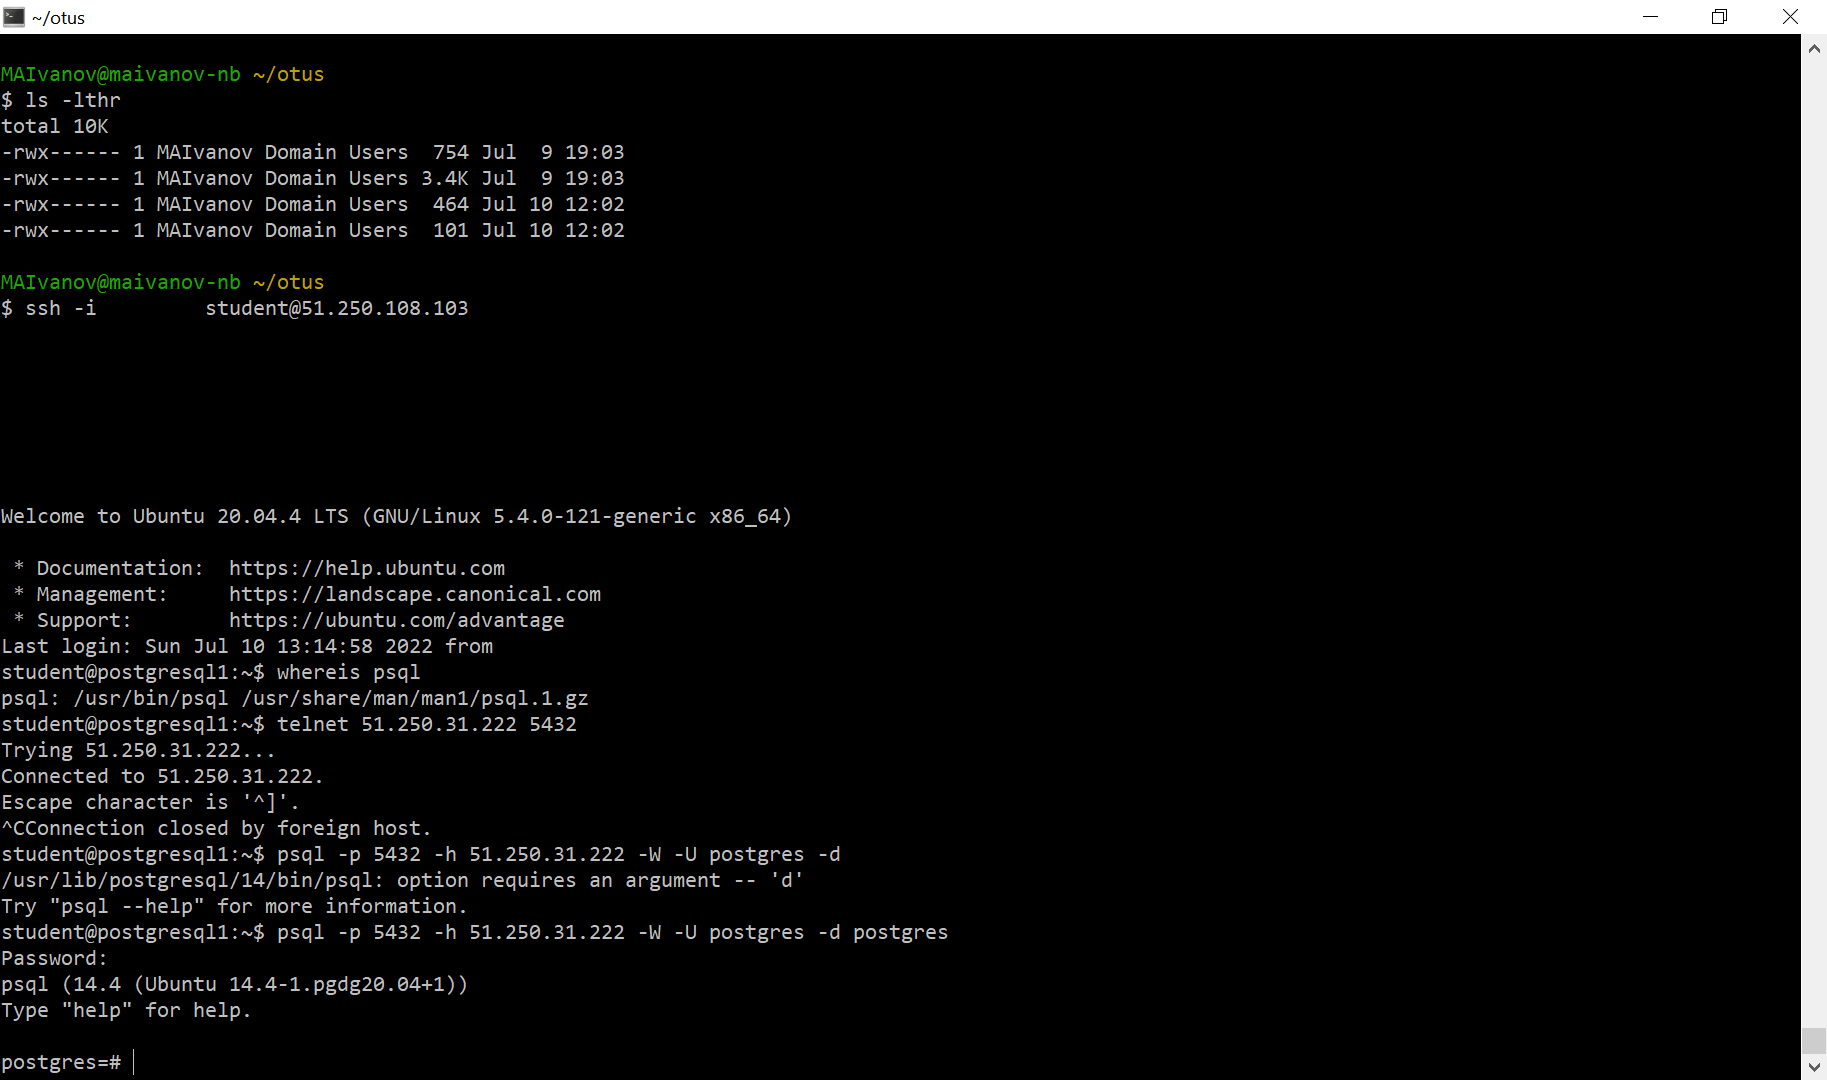 ~/otus
MAIvanov@maivanov-nb ~/otus
$ ls -lthr
total 10K
-rwx------ 1 MAIvanov Domain Users  754 Jul  9 19:03
-rwx------ 1 MAIvanov Domain Users 3.4K Jul  9 19:03
-rwx------ 1 MAIvanov Domain Users  464 Jul 10 12:02
-rwx------ 1 MAIvanov Domain Users  101 Jul 10 12:02
MAIvanov@maivanov-nb ~/otus
$ ssh -i         student@51.250.108.103
Welcome to Ubuntu 20.04.4 LTS (GNU/Linux 5.4.0-121-generic x86_64)
 * Documentation:  https://help.ubuntu.com
 * Management:     https://landscape.canonical.com
 * Support:        https://ubuntu.com/advantage
Last login: Sun Jul 10 13:14:58 2022 from
student@postgresql1:~$ whereis psql
psql: /usr/bin/psql /usr/share/man/man1/psql.1.gz
student@postgresql1:~$ telnet 51.250.31.222 5432
Trying 51.250.31.222...
Connected to 51.250.31.222.
Escape character is '^]'.
^CConnection closed by foreign host.
student@postgresql1:~$ psql -p 5432 -h 51.250.31.222 -W -U postgres -d
/usr/lib/postgresql/14/bin/psql: option requires an argument -- 'd'
Try "psql --help" for more information.
student@postgresql1:~$ psql -p 5432 -h 51.250.31.222 -W -U postgres -d postgres
Password:
psql (14.4 (Ubuntu 14.4-1.pgdg20.04+1))
Type "help" for help.
postgres=#